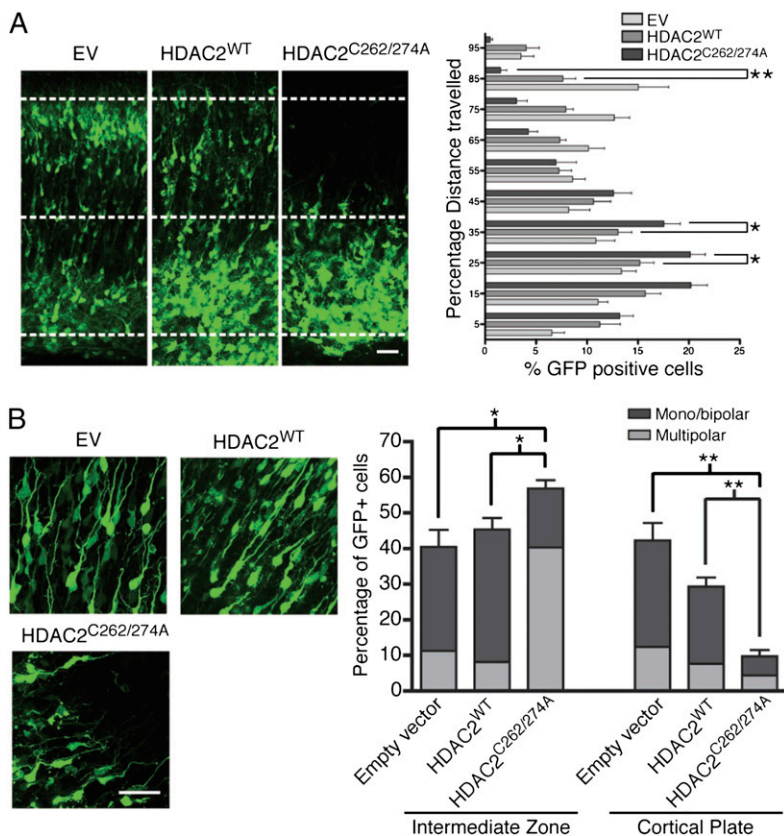 A
EV
HDAC2WT
HDAC2C262/274A
EV
HDAC2WT
HDAC2C262/274A
Percentage Distance travelled
95
85
75
65
55
45
35
25
15
5
**
*
*
0 5 10 15 20 25
% GFP positive cells
B
EV
HDAC2WT
HDAC2C262/274A
Mono/bipolar
Multipolar
Percentage of GFP+ cells
70
60
50
40
30
20
10
0
*
*
**
**
Empty vector
HDAC2WT
HDAC2C262/274A
Empty vector
HDAC2WT
HDAC2C262/274A
Intermediate Zone
Cortical Plate